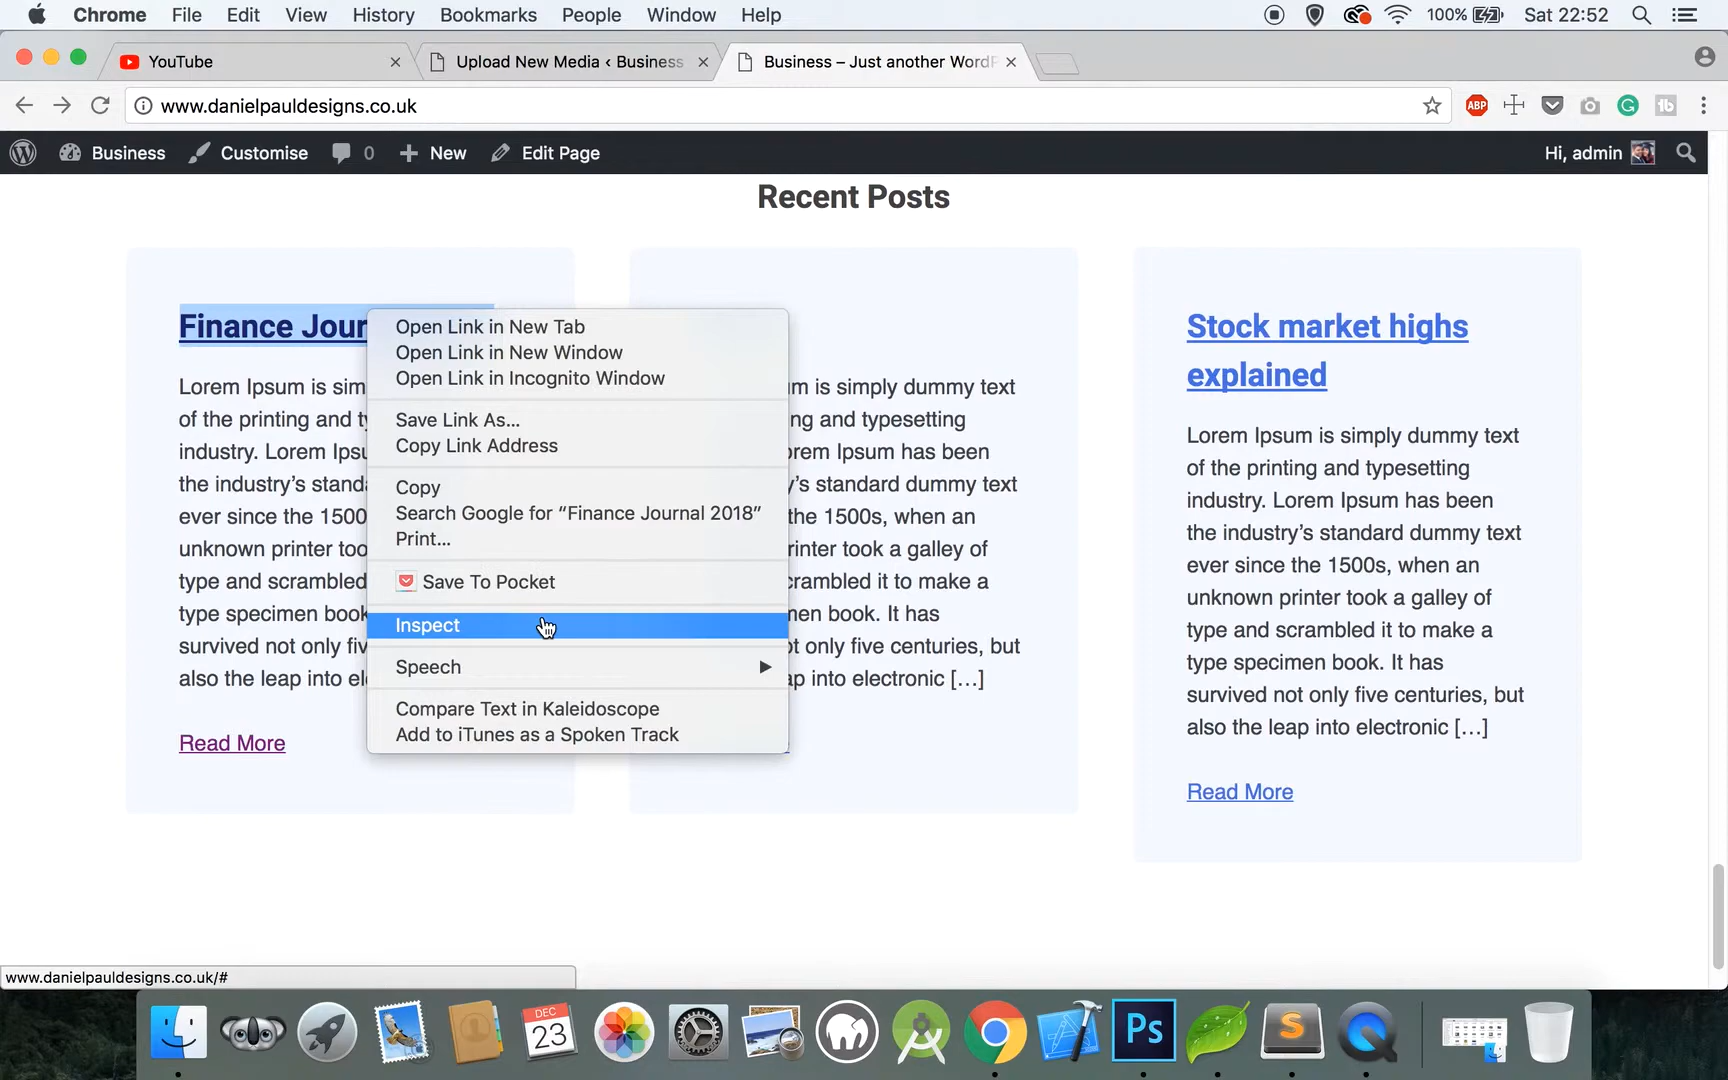 Chrome File Edit View History Bookmarks People Window Help 100% Sat 22:52
YouTube Upload New Media ‹ Business Business – Just another WordP
www.danielpauldesigns.co.uk ABP
Business Customise 0 New Edit Page Hi, admin
Recent Posts
Finance Jour
Lorem Ipsum is sim
of the printing and ty
industry. Lorem Ipsu
the industry's standa
ever since the 1500
unknown printer too
type and scrambled
type specimen book
survived not only fiv
also the leap into el
Read More
Open Link in New Tab
Open Link in New Window
Open Link in Incognito Window
Save Link As...
Copy Link Address
Copy
Search Google for “Finance Journal 2018”
Print...
Save To Pocket
Inspect
Speech
Compare Text in Kaleidoscope
Add to iTunes as a Spoken Track
m is simply dummy text
ng and typesetting
orem Ipsum has been
y's standard dummy text
the 1500s, when an
rinter took a galley of
crambled it to make a
men book. It has
ot only five centuries, but
ap into electronic […]
Stock market highs
explained
Lorem Ipsum is simply dummy text
of the printing and typesetting
industry. Lorem Ipsum has been
the industry's standard dummy text
ever since the 1500s, when an
unknown printer took a galley of
type and scrambled it to make a
type specimen book. It has
survived not only five centuries, but
also the leap into electronic […]
Read More
www.danielpauldesigns.co.uk/#
DEC
23
Ps
S